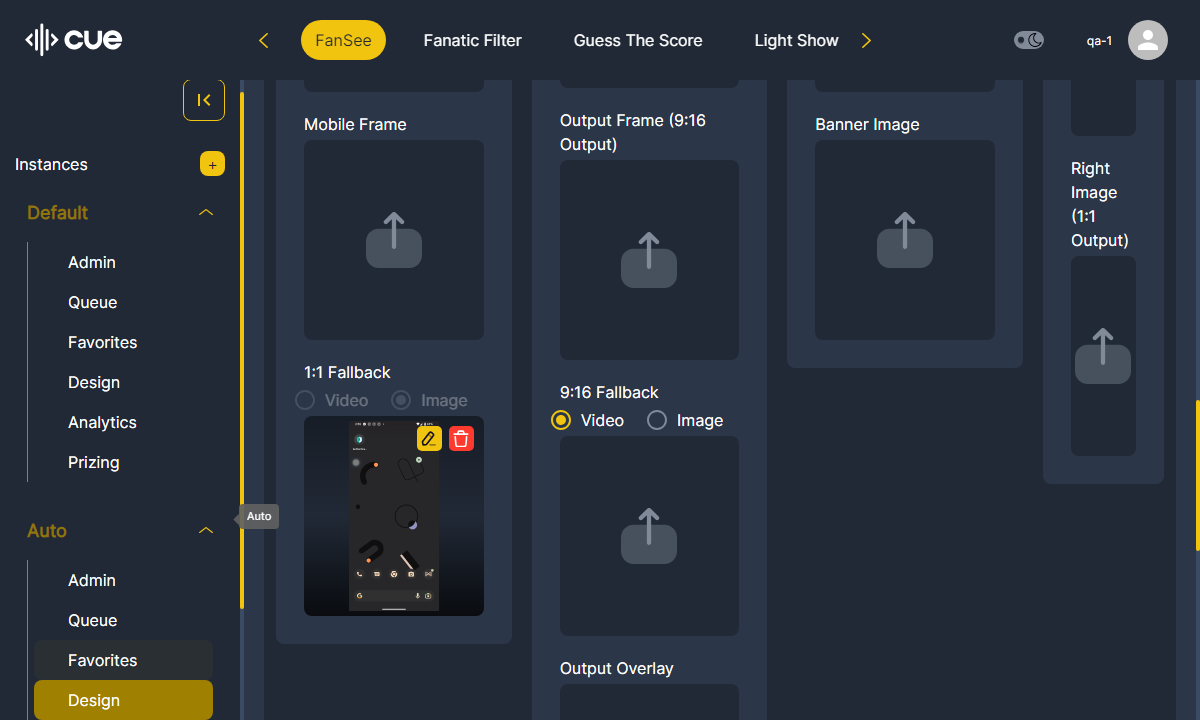 cue
FanSee
Fanatic Filter
Guess The Score
Light Show
qa-1
Instances
+
Default
Admin
Queue
Favorites
Design
Analytics
Prizing
Auto
Auto
Admin
Queue
Favorites
Design
Mobile Frame
1:1 Fallback
Video
Image
Output Frame (9:16
Output)
9:16 Fallback
Video
Image
Output Overlay
Banner Image
Right
Image
(1:1
Output)